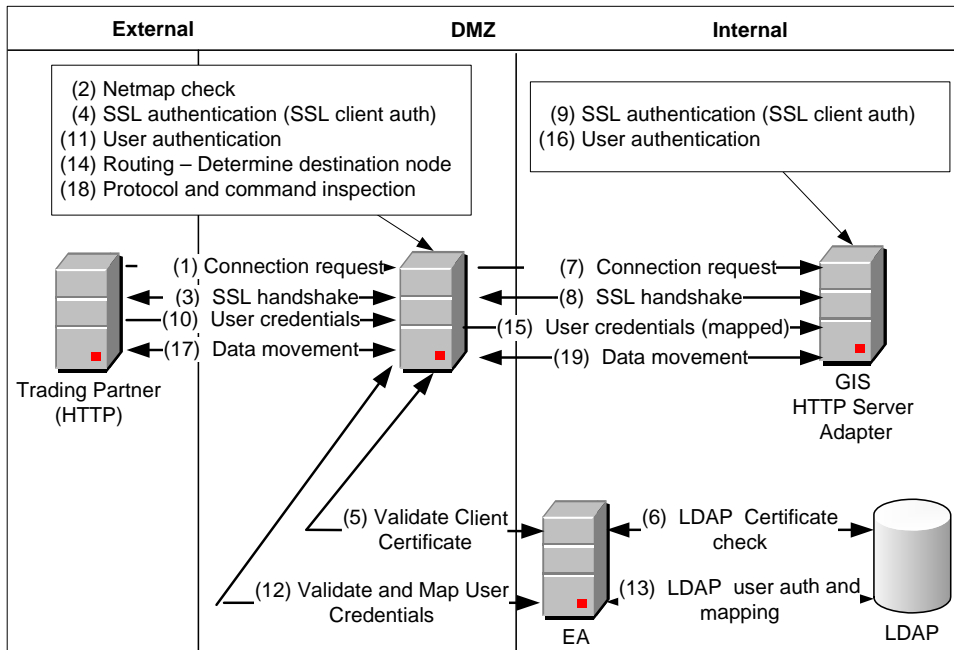 External
DMZ
Internal
(2) Netmap check
(4) SSL authentication (SSL client auth)
(11) User authentication
(14) Routing – Determine destination node
(18) Protocol and command inspection
(9) SSL authentication (SSL client auth)
(16) User authentication
(1) Connection request
(3) SSL handshake
(10) User credentials
(17) Data movement
(7) Connection request
(8) SSL handshake
(15) User credentials (mapped)
(19) Data movement
Trading Partner
(HTTP)
GIS
HTTP Server
Adapter
(5) Validate Client
Certificate
(6) LDAP Certificate
check
(12) Validate and Map User
Credentials
(13) LDAP user auth and
mapping
EA
LDAP